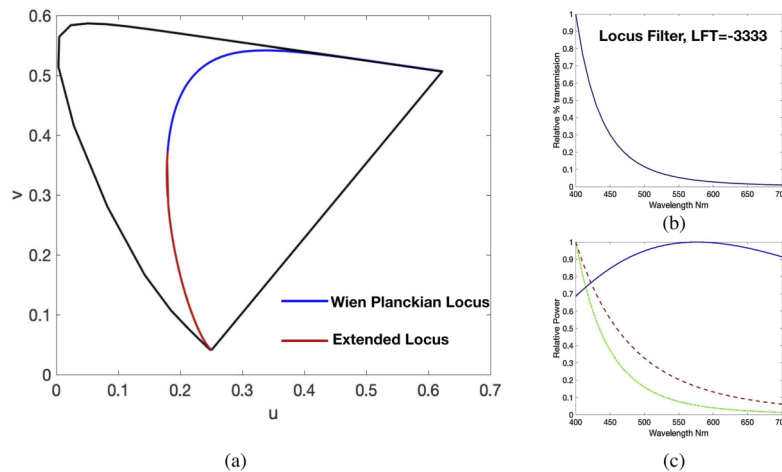 0.6
0.5
0.4
0.3
0.2
0.1
0
v
0 0.1 0.2 0.3 0.4 0.5 0.6 0.7
u
Wien Planckian Locus
Extended Locus
(a)
1
0.9
0.8
0.7
0.6
0.5
0.4
0.3
0.2
0.1
0
Relative % transmission
Locus Filter, LFT=-3333
400 450 500 550 600 650 700
Wavelength Nm
(b)
1
0.9
0.8
0.7
0.6
0.5
0.4
0.3
0.2
0.1
0
Relative Power
400 450 500 550 600 650
Wavelength Nm
(c)